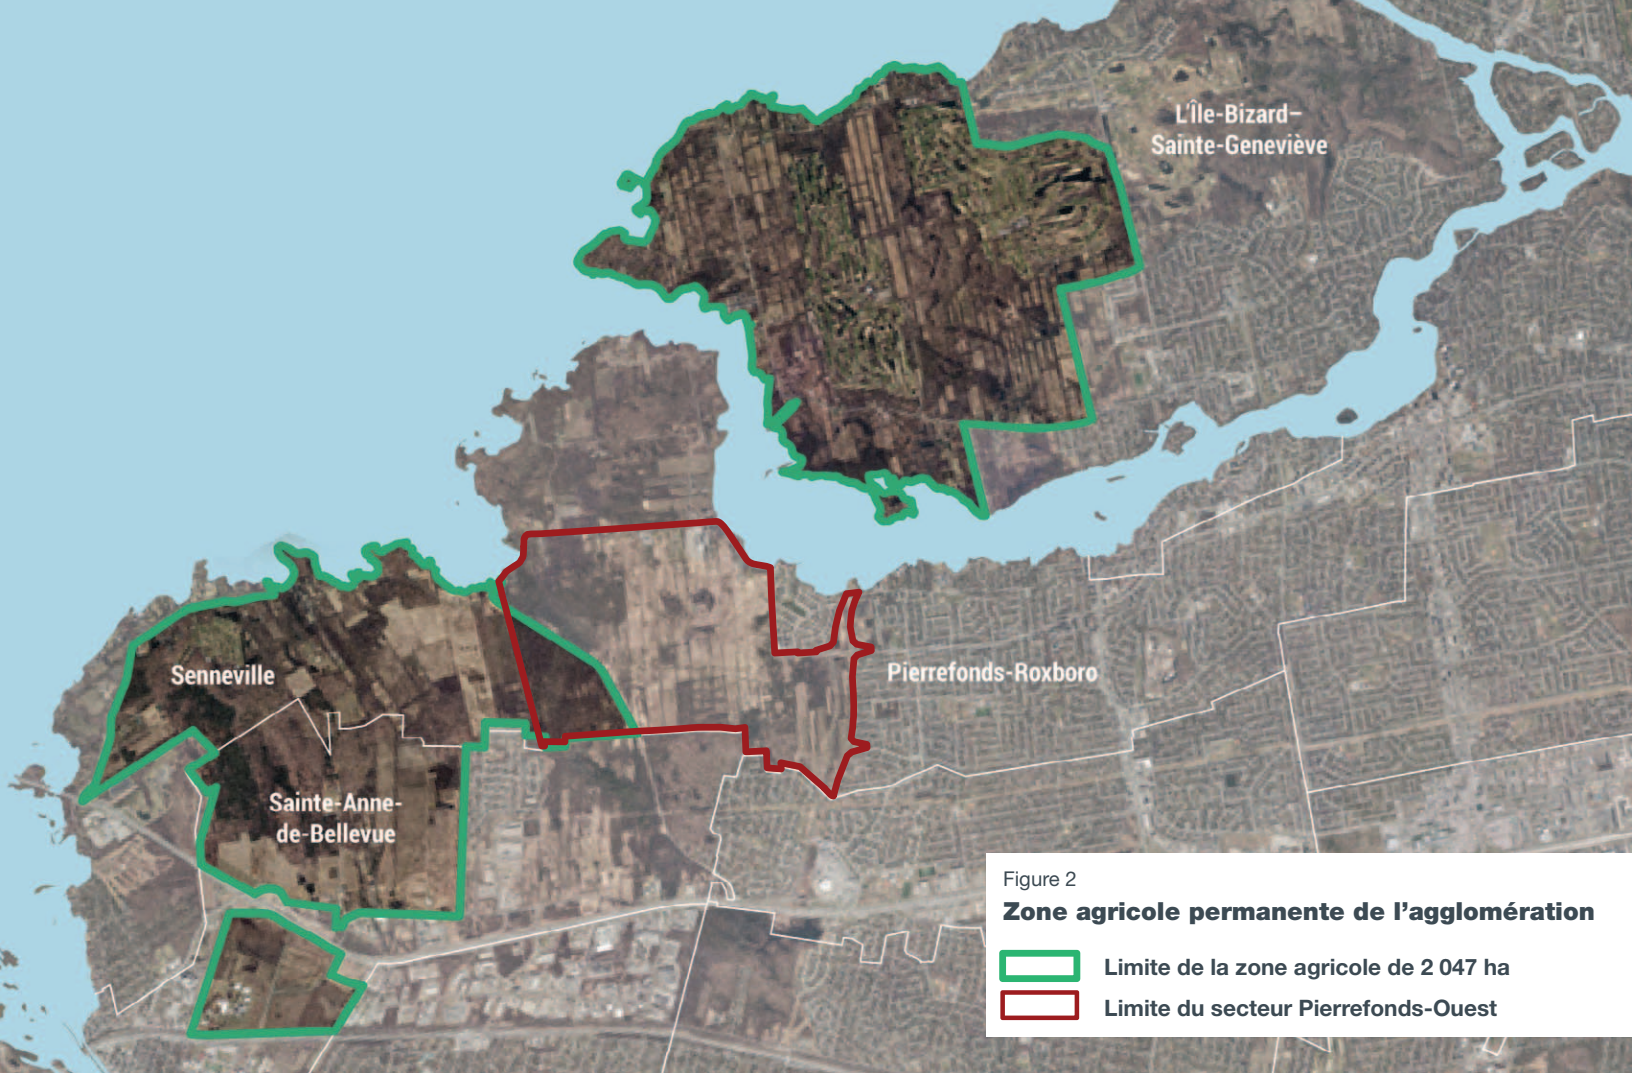 L'Île-Bizard–
Sainte-Geneviève
Senneville
Pierrefonds-Roxboro
Sainte-Anne-
de-Bellevue
Figure 2
Zone agricole permanente de l'agglomération
Limite de la zone agricole de 2 047 ha
Limite du secteur Pierrefonds-Ouest